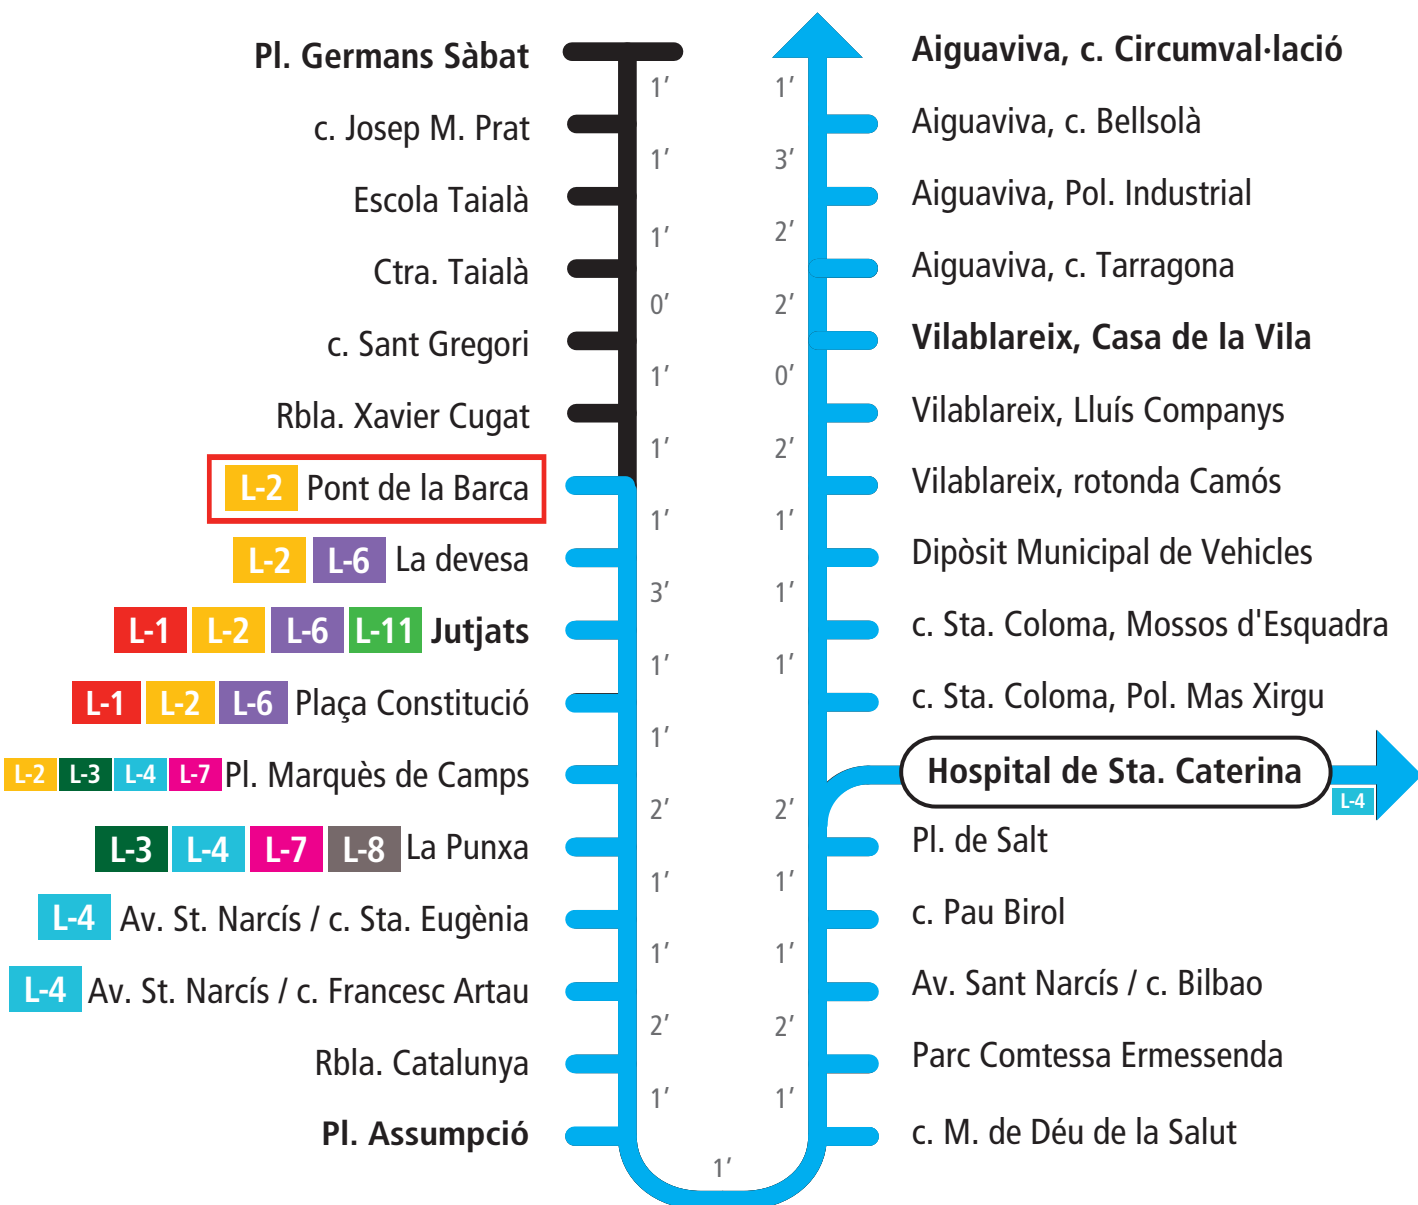 Pl. Germans Sàbat
1’
c. Josep M. Prat
1’
Escola Taialà
1’
Ctra. Taialà
0’
c. Sant Gregori
1’
Rbla. Xavier Cugat
1’
L-2 Pont de la Barca
1’
L-2 L-6 La devesa
3’
L-1 L-2 L-6 L-11 Jutjats
1’
L-1 L-2 L-6 Plaça Constitució
1’
L-2 L-3 L-4 L-7 Pl. Marquès de Camps
2’
L-3 L-4 L-7 L-8 La Punxa
1’
L-4 Av. St. Narcís / c. Sta. Eugènia
1’
L-4 Av. St. Narcís / c. Francesc Artau
2’
Rbla. Catalunya
1’
Pl. Assumpció
1’
Aiguaviva, c. Circumval·lació
1’
Aiguaviva, c. Bellsolà
3’
Aiguaviva, Pol. Industrial
2’
Aiguaviva, c. Tarragona
2’
Vilablareix, Casa de la Vila
0’
Vilablareix, Lluís Companys
2’
Vilablareix, rotonda Camós
1’
Dipòsit Municipal de Vehicles
1’
c. Sta. Coloma, Mossos d'Esquadra
1’
c. Sta. Coloma, Pol. Mas Xirgu
Hospital de Sta. Caterina
L-4
2’
Pl. de Salt
1’
c. Pau Birol
1’
Av. Sant Narcís / c. Bilbao
2’
Parc Comtessa Ermessenda
1’
c. M. de Déu de la Salut